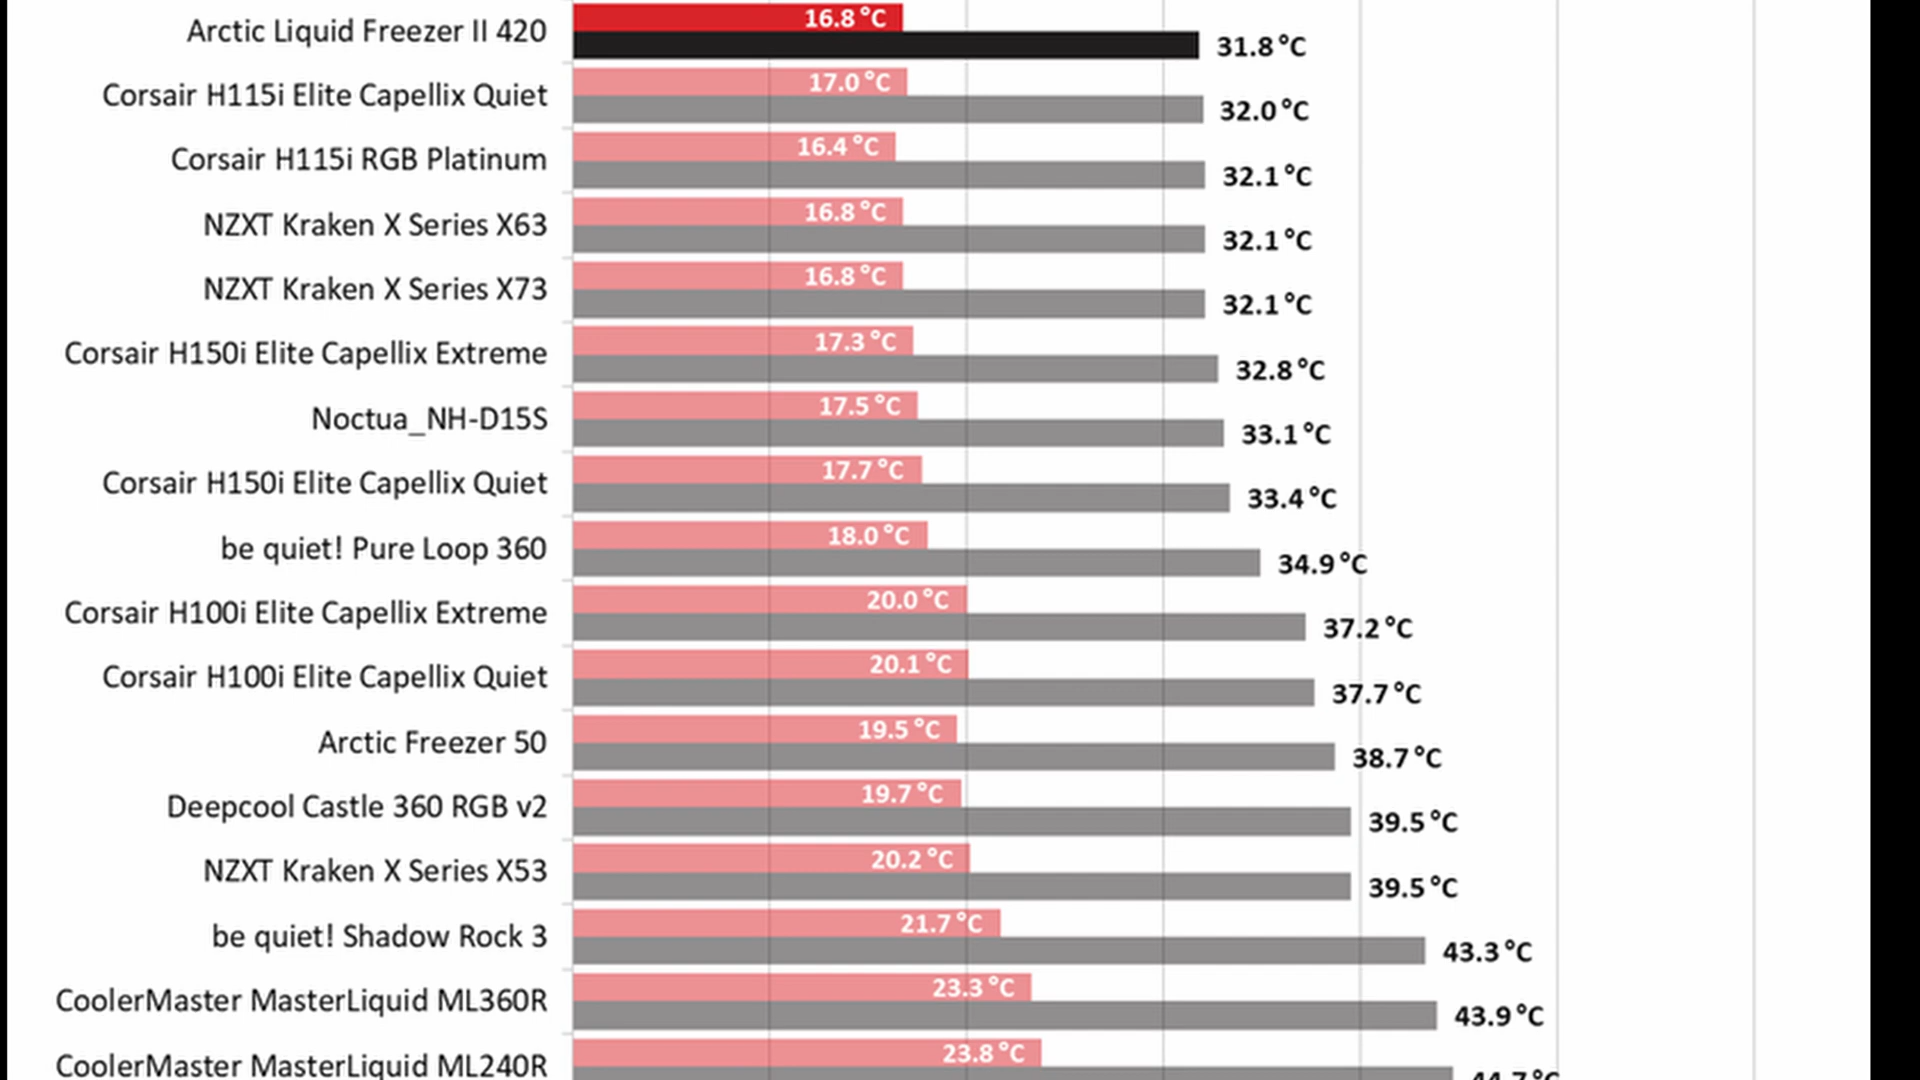 Arctic Liquid Freezer II 420 16.8 °C 31.8 °C
Corsair H115i Elite Capellix Quiet 17.0 °C 32.0 °C
Corsair H115i RGB Platinum 16.4 °C 32.1 °C
NZXT Kraken X Series X63 16.8 °C 32.1 °C
NZXT Kraken X Series X73 16.8 °C 32.1 °C
Corsair H150i Elite Capellix Extreme 17.3 °C 32.8 °C
Noctua_NH-D15S 17.5 °C 33.1 °C
Corsair H150i Elite Capellix Quiet 17.7 °C 33.4 °C
be quiet! Pure Loop 360 18.0 °C 34.9 °C
Corsair H100i Elite Capellix Extreme 20.0 °C 37.2 °C
Corsair H100i Elite Capellix Quiet 20.1 °C 37.7 °C
Arctic Freezer 50 19.5 °C 38.7 °C
Deepcool Castle 360 RGB v2 19.7 °C 39.5 °C
NZXT Kraken X Series X53 20.2 °C 39.5 °C
be quiet! Shadow Rock 3 21.7 °C 43.3 °C
CoolerMaster MasterLiquid ML360R 23.3 °C 43.9 °C
CoolerMaster MasterLiquid ML240R 23.8 °C 44.7 °C